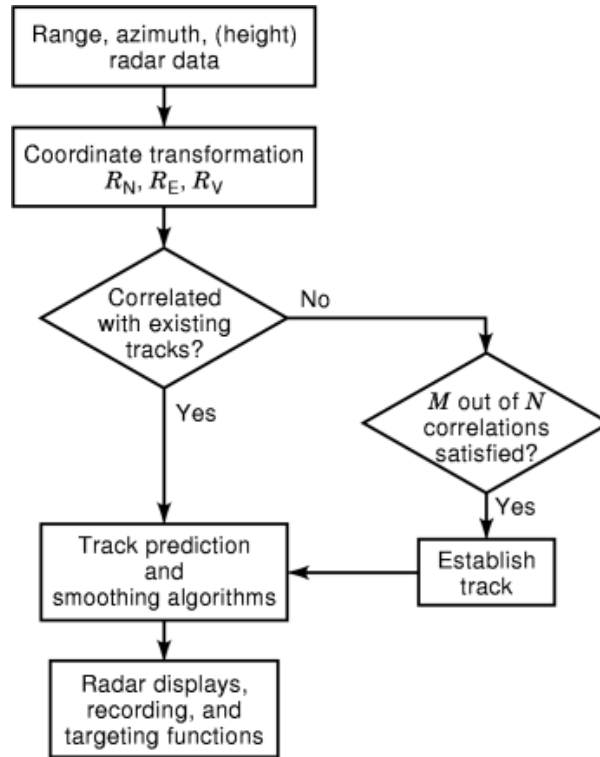 Range, azimuth, (height)
radar data
Coordinate transformation
R_N, R_E, R_V
Correlated
with existing
tracks?
No
Yes
M out of N
correlations
satisfied?
Yes
Establish
track
Track prediction
and
smoothing algorithms
Radar displays,
recording, and
targeting functions